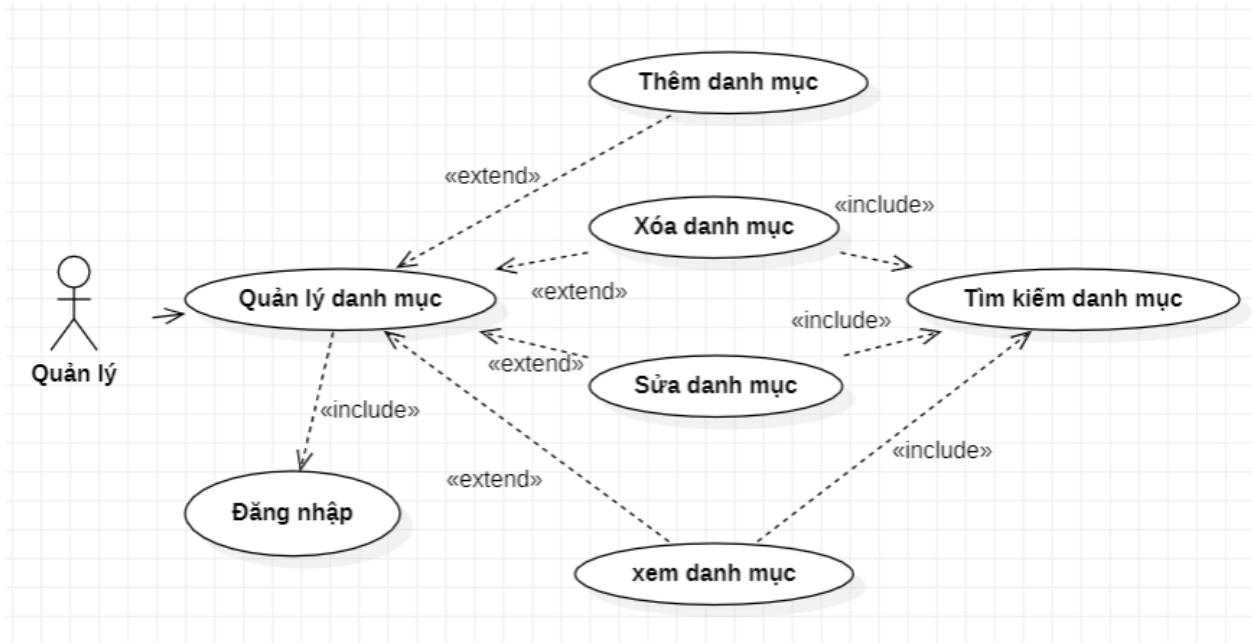 Thêm danh mục
«extend»
Xóa danh mục
«include»
Quản lý danh mục
«extend»
Tìm kiếm danh mục
«include»
Quản lý
«extend»
Sửa danh mục
«include»
«include»
«extend»
Đăng nhập
xem danh mục